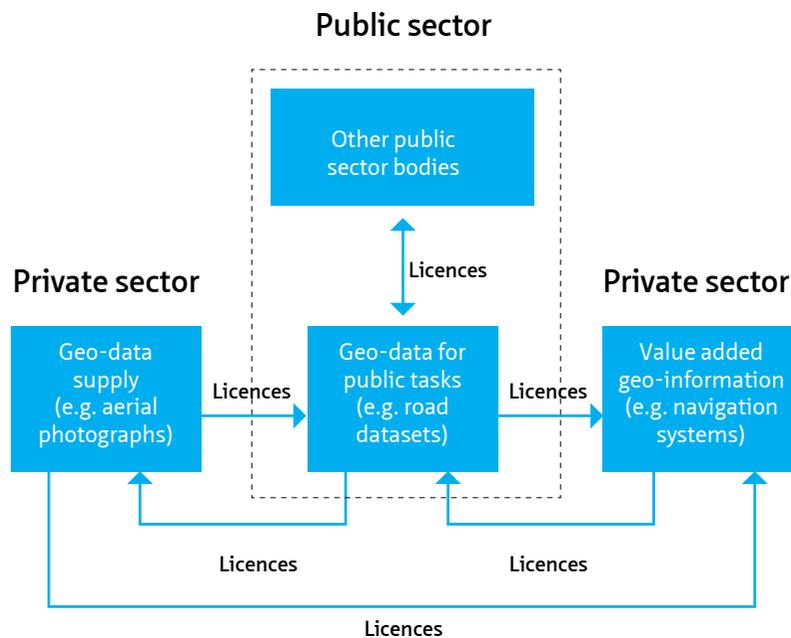 Public sector
Other public
sector bodies
Licences
Private sector
Private sector
Geo-data
supply
(e.g. aerial
photographs)
Licences
Geo-data for
public tasks
(e.g. road
datasets)
Licences
Value added
geo-information
(e.g. navigation
systems)
Licences
Licences
Licences